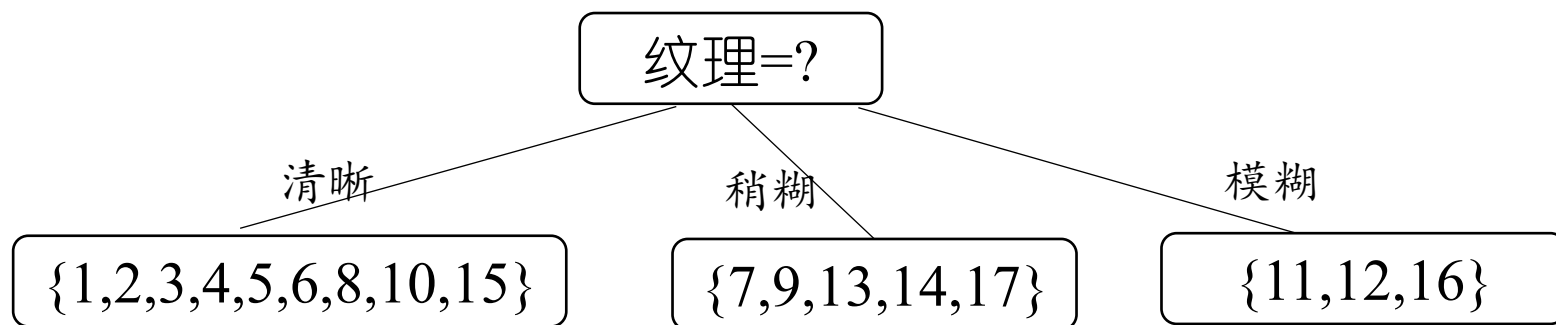 纹理=?
清晰
稍糊
模糊
{1,2,3,4,5,6,8,10,15}
{7,9,13,14,17}
{11,12,16}